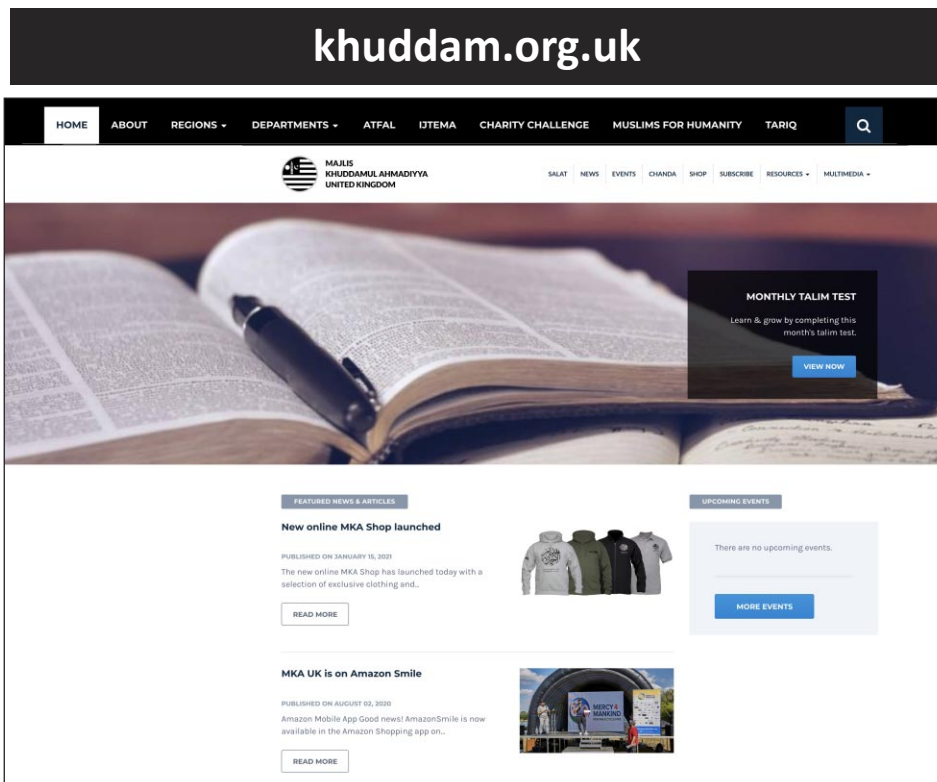 khuddam.org.uk
HOME ABOUT REGIONS DEPARTMENTS ATFAL IJTEMA CHARITY CHALLENGE MUSLIMS FOR HUMANITY TARIQ
MAJLIS
KHUDDAMUL AHMADIYYA
UNITED KINGDOM
SALAT NEWS EVENTS CHANDA SHOP SUBSCRIBE RESOURCES MULTIMEDIA
MONTHLY TALIM TEST
Learn & grow by completing this
month's talim test.
VIEW NOW
FEATURED NEWS & ARTICLES
New online MKA Shop launched
PUBLISHED ON JANUARY 15, 2021
The new online MKA Shop has launched today with a
selection of exclusive clothing and...
READ MORE
UPCOMING EVENTS
There are no upcoming events.
MORE EVENTS
MKA UK is on Amazon Smile
PUBLISHED ON AUGUST 02, 2020
Amazon Mobile App Good news! AmazonSmile is now
available in the Amazon Shopping app on...
READ MORE
MERCY4
MANKIND